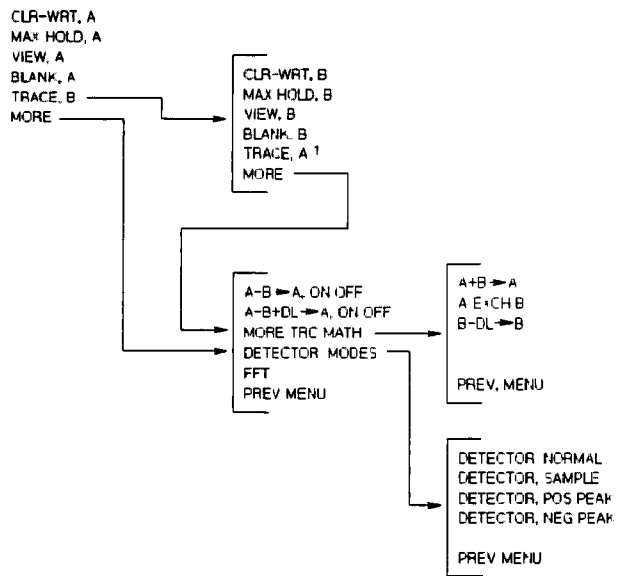 CLR-WRT, A
MAX HOLD, A
VIEW, A
BLANK, A
TRACE, B
MORE
CLR-WRT, B
MAX HOLD, B
VIEW, B
BLANK, B
TRACE, A 1
MORE
A-B→A, ON OFF
A-B+DL→A, ON OFF
MORE TRC MATH
DETECTOR MODES
FFT
PREV MENU
A+B→A
A EXCH B
B-DL→B
PREV, MENU
DETECTOR NORMAL
DETECTOR, SAMPLE
DETECTOR, POS PEAK
DETECTOR, NEG PEAK
PREV MENU